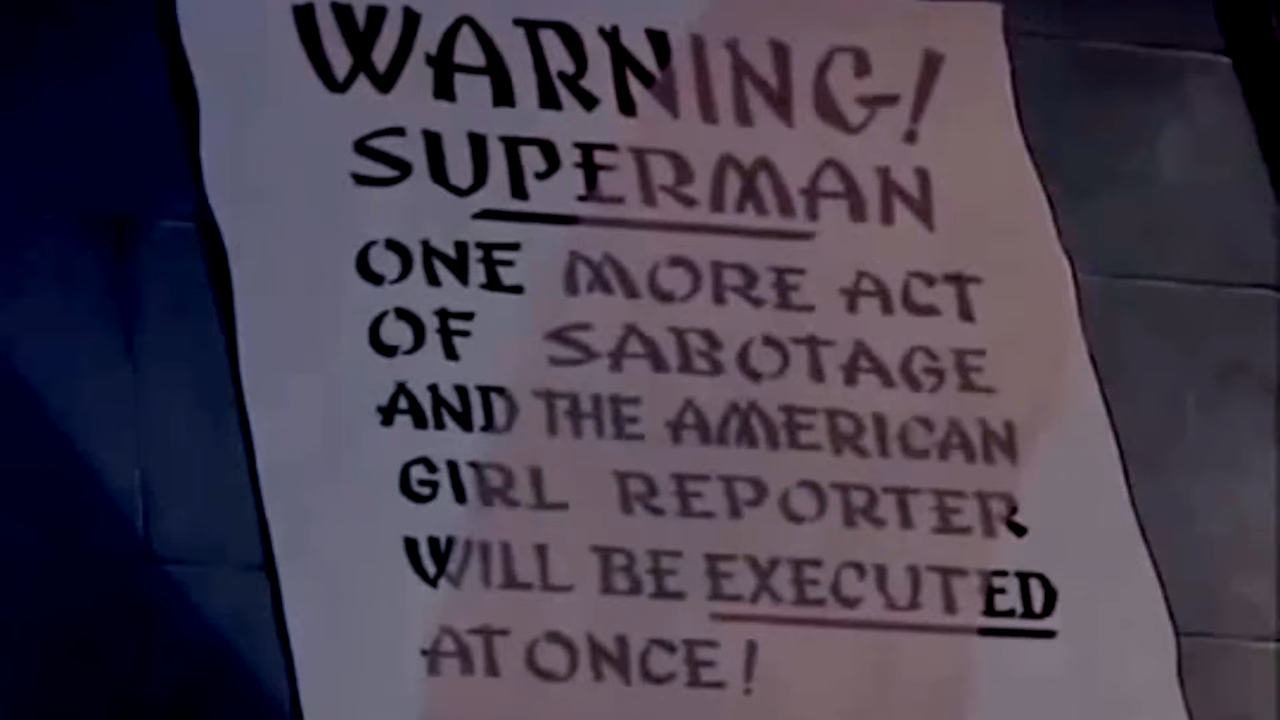 WARNING!
SUPERMAN
ONE MORE ACT
OF SABOTAGE
AND THE AMERICAN
GIRL REPORTER
WILL BE EXECUTED
AT ONCE!